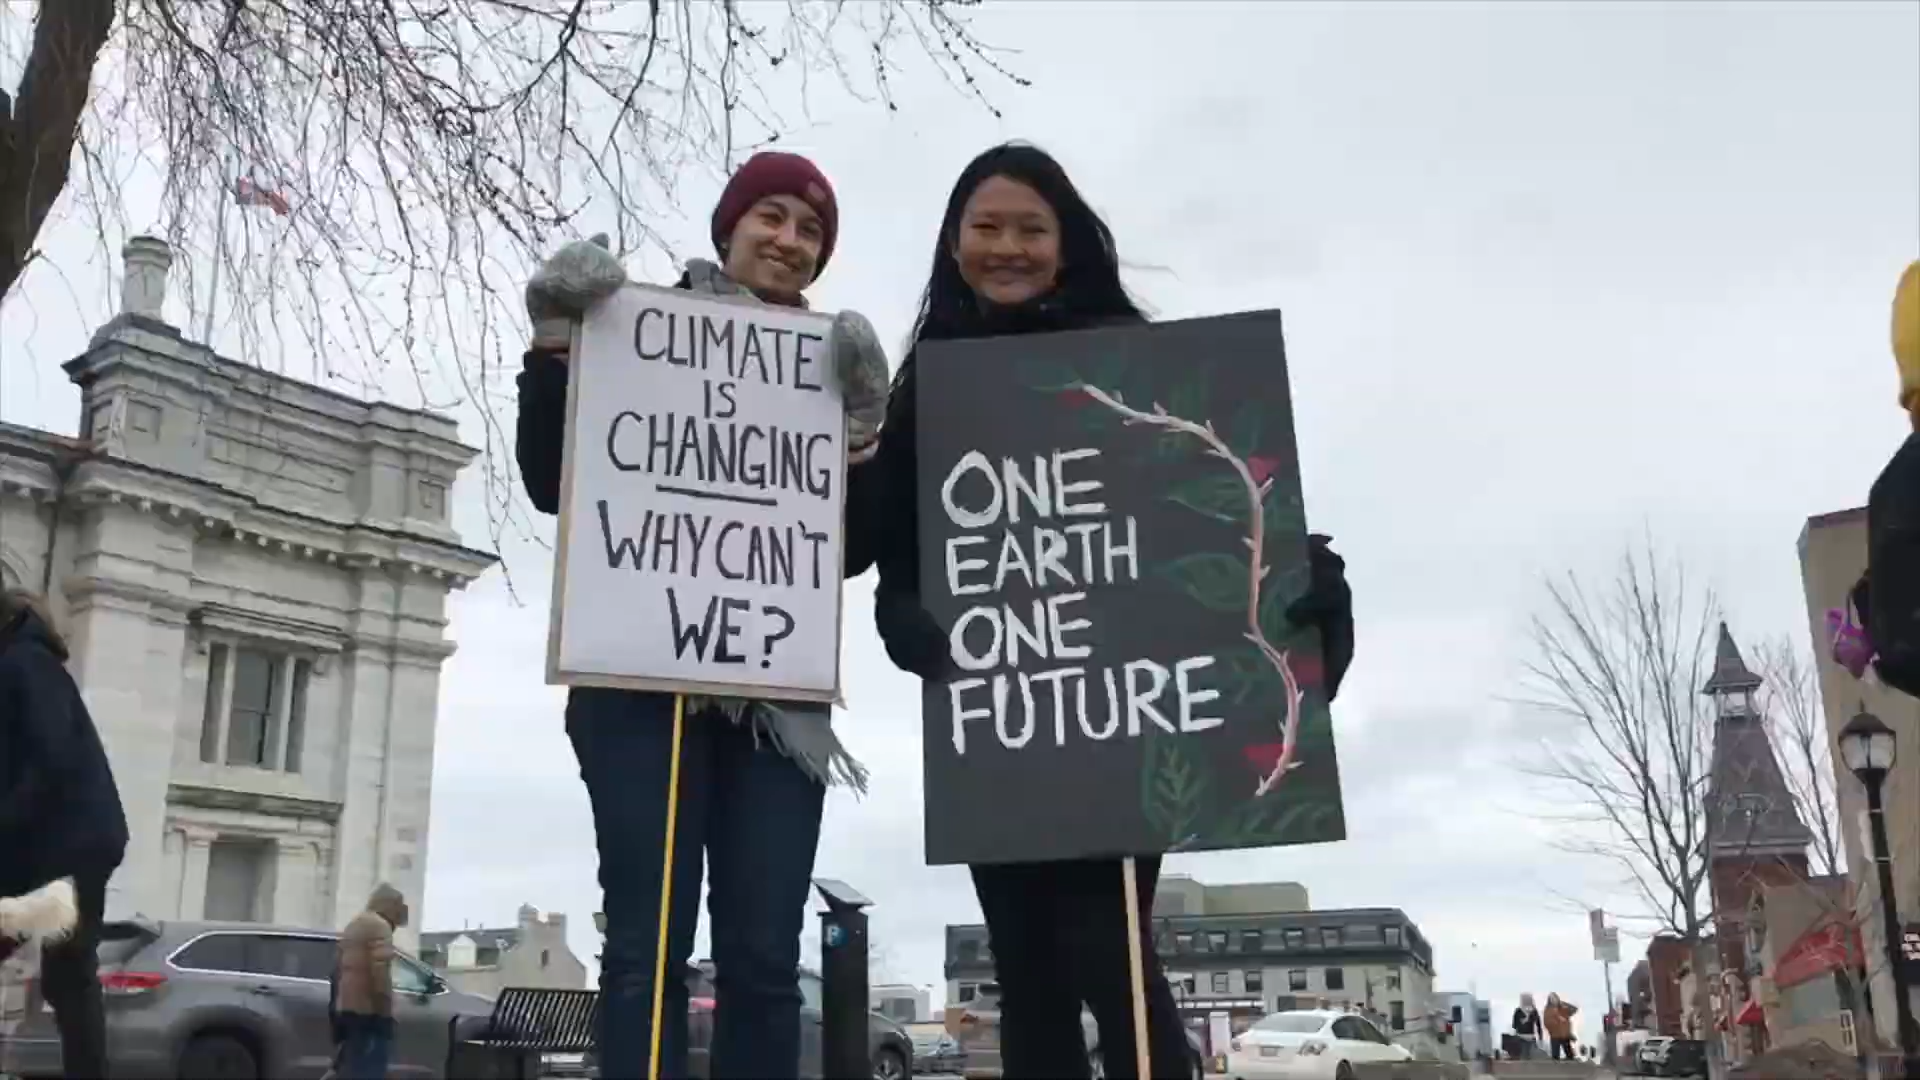 CLIMATE
IS
CHANGING
WHY CAN'T
WE?
ONE
EARTH
ONE
FUTURE
P